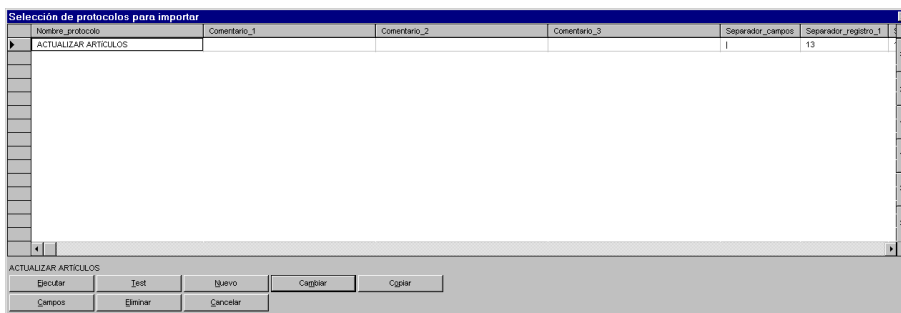 Selección de protocolos para importar
Nombre_protocolo Comentario_1 Comentario_2 Comentario_3 Separador_campos Separador_registro_1
ACTUALIZAR ARTÍCULOS | 13
ACTUALIZAR ARTÍCULOS
Ejecutar Test Nuevo Cambiar Copiar
Campos Eliminar Cancelar